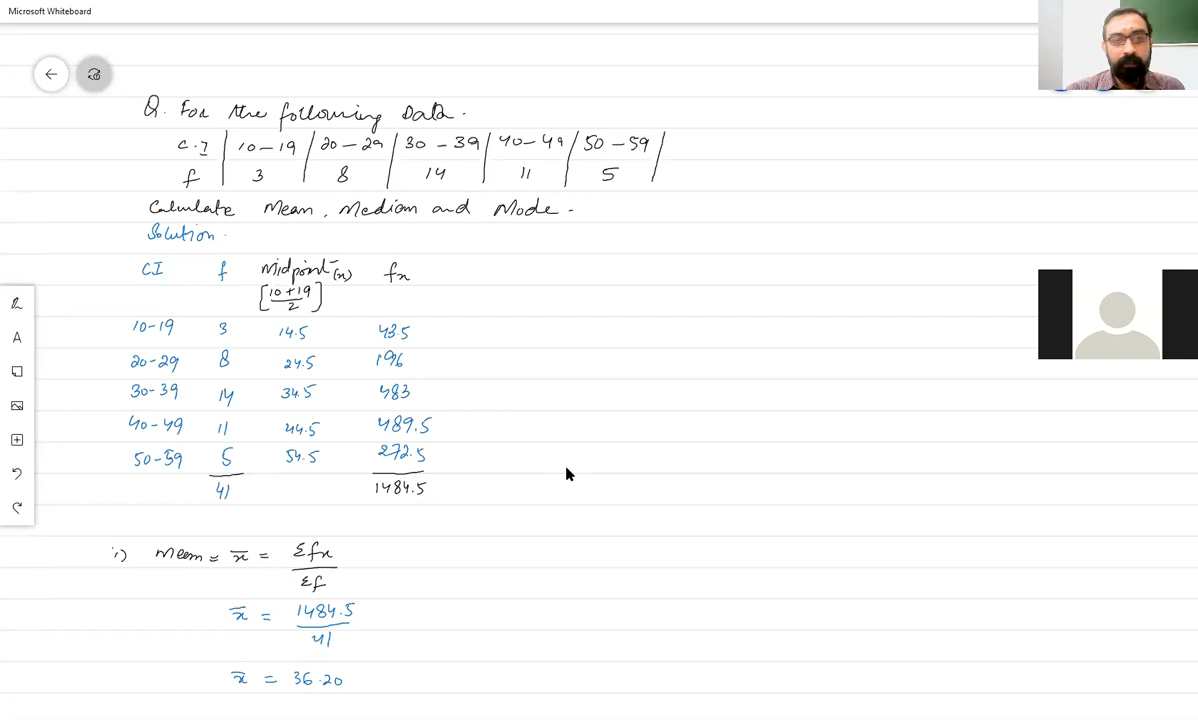 Microsoft Whiteboard
Q. For the following Data.
C.I | 10-19 | 20-29 | 30-39 | 40-49 | 50-59 |
f | 3 | 8 | 14 | 11 | 5 |
Calculate Mean, Median and Mode.
Solution.
CI f Midpoint (x) fx
[10+19/2]
10-19 3 14.5 43.5
20-29 8 24.5 196
30-39 14 34.5 483
40-49 11 44.5 489.5
50-59 5 54.5 272.5
41 1484.5
i) Mean = x̄ = Σfx
Σf
x̄ = 1484.5
41
x̄ = 36.20
A